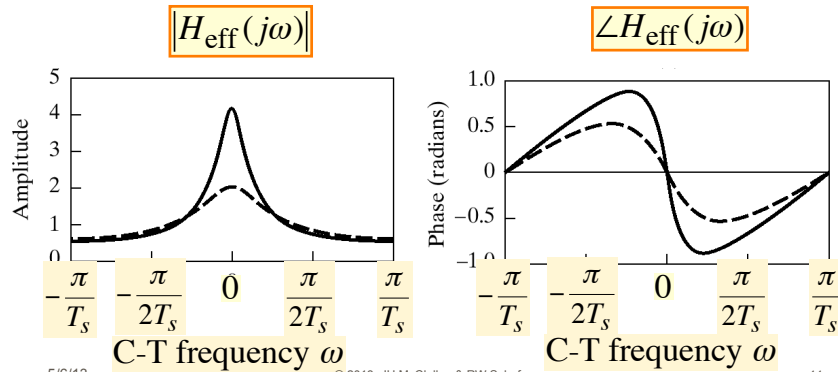 |H_eff(jω)|
∠H_eff(jω)
Amplitude
5
4
3
2
1
0
-π/T_s
-π/2T_s
0
π/2T_s
π/T_s
C-T frequency ω
Phase (radians)
1.0
0.5
0
-0.5
-1.0
-π/T_s
-π/2T_s
0
π/2T_s
π/T_s
C-T frequency ω